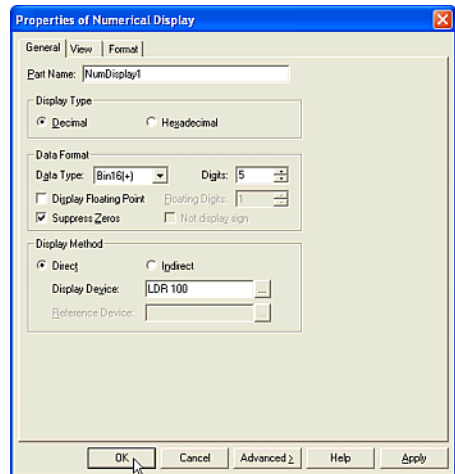 Properties of Numerical Display
General View Format
Part Name: NumDisplay1
Display Type
Decimal Hexadecimal
Data Format
Data Type: Bin16(+) Digits: 5
Display Floating Point Floating Digits: 1
Suppress Zeros Not display sign
Display Method
Direct Indirect
Display Device: LDR 100 ...
Reference Device: ...
OK Cancel Advanced > Help Apply